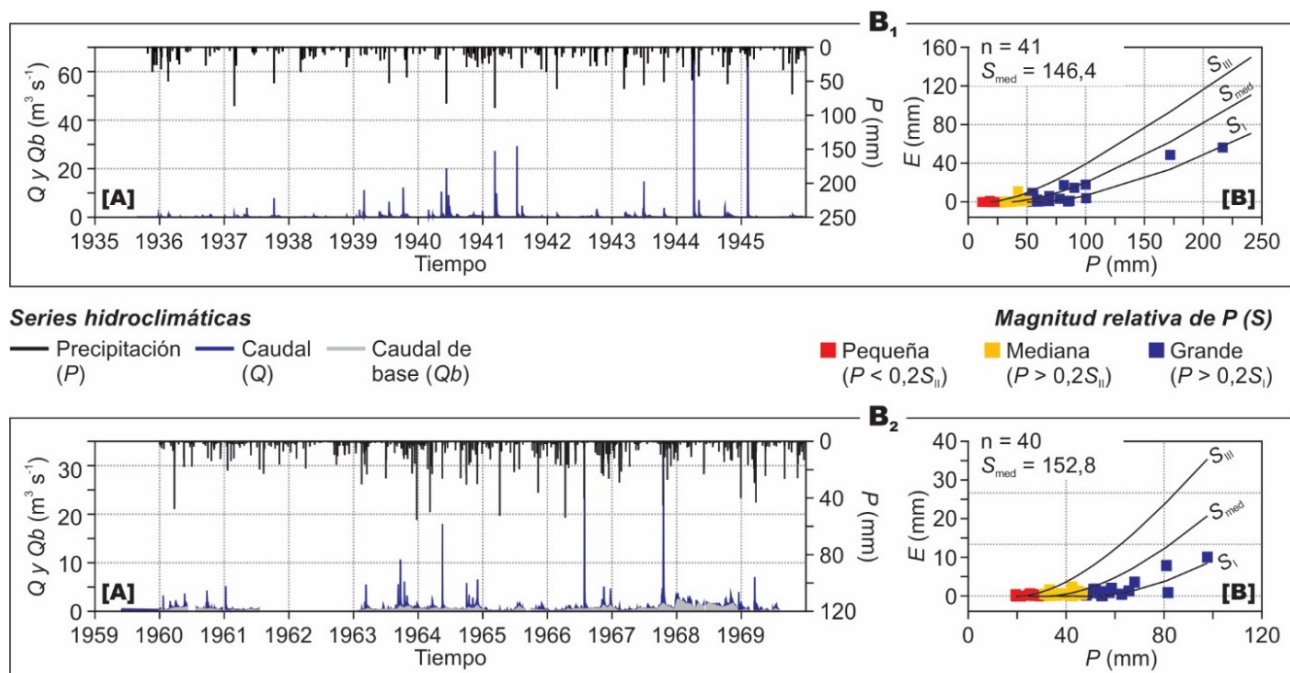 B₁
Q y Qb (m³ s⁻¹)
60
40
20
0
[A]
0
50
100
150
200
250
P (mm)
1935 1936 1937 1938 1939 1940 1941 1942 1943 1944 1945
Tiempo
n = 41
S_med = 146,4
E (mm)
160
120
80
40
0
S_III
S_med
S_I
[B]
0 50 100 150 200 250
P (mm)
Series hidroclimáticas
Precipitación (P)
Caudal (Q)
Caudal de base (Qb)
Magnitud relativa de P (S)
Pequeña (P < 0,2S_II)
Mediana (P > 0,2S_II)
Grande (P > 0,2S_I)
B₂
Q y Qb (m³ s⁻¹)
30
20
10
0
[A]
0
40
80
120
P (mm)
1959 1960 1961 1962 1963 1964 1965 1966 1967 1968 1969
Tiempo
n = 40
S_med = 152,8
E (mm)
40
30
20
10
0
S_III
S_med
S_I
[B]
0 40 80 120
P (mm)